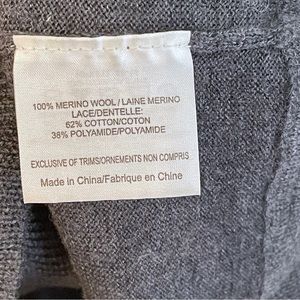 100% MERINO WOOL / LAINE MERINO
LACE/DENTELLE:
62% COTTON/COTON
38% POLYAMIDE/POLYAMIDE
EXCLUSIVE OF TRIMS/ORNEMENTS NON COMPRIS
Made in China/Fabrique en Chine